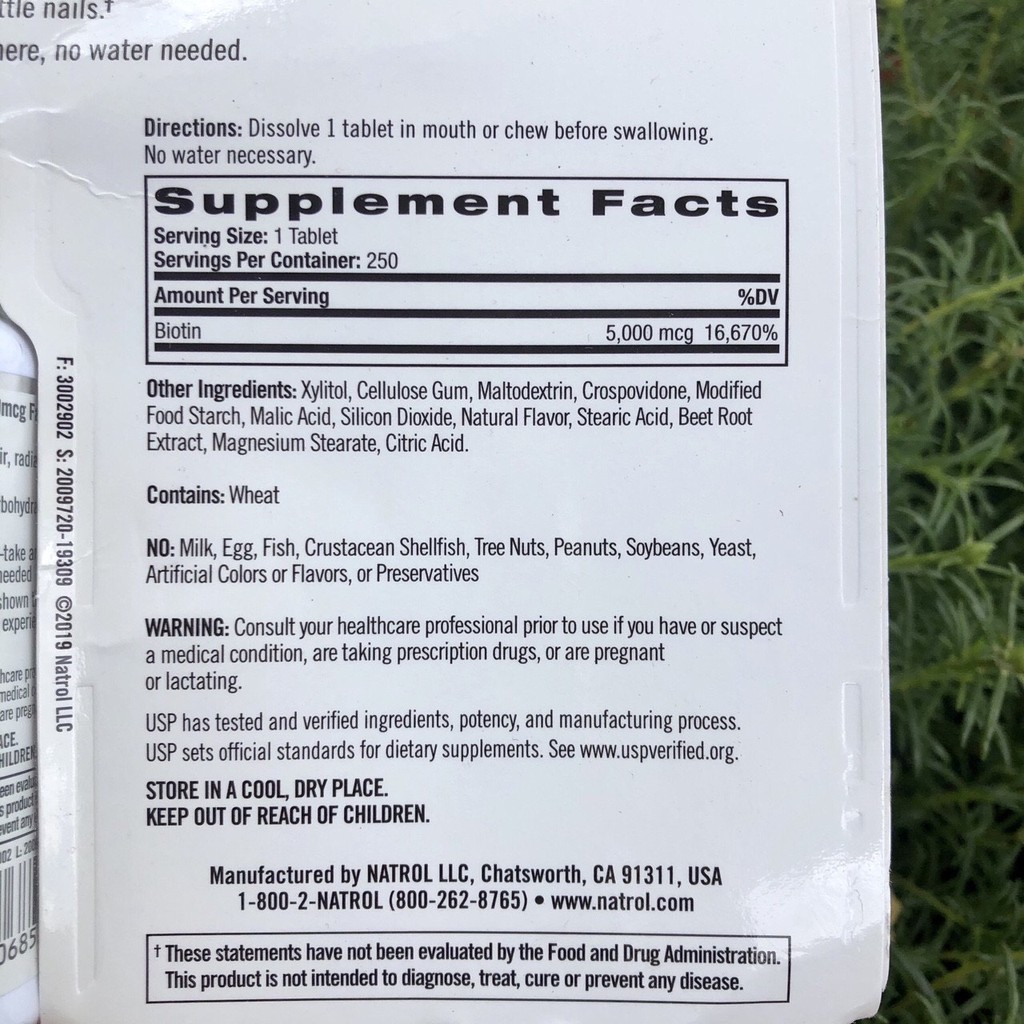 nails.†
no water needed.
Directions: Dissolve 1 tablet in mouth or chew before swallowing.
No water necessary.
Supplement Facts
Serving Size: 1 Tablet
Servings Per Container: 250
Amount Per Serving %DV
Biotin 5,000 mcg 16,670%
Other Ingredients: Xylitol, Cellulose Gum, Maltodextrin, Crospovidone, Modified
Food Starch, Malic Acid, Silicon Dioxide, Natural Flavor, Stearic Acid, Beet Root
Extract, Magnesium Stearate, Citric Acid.
Contains: Wheat
NO: Milk, Egg, Fish, Crustacean Shellfish, Tree Nuts, Peanuts, Soybeans, Yeast,
Artificial Colors or Flavors, or Preservatives
WARNING: Consult your healthcare professional prior to use if you have or suspect
a medical condition, are taking prescription drugs, or are pregnant
or lactating.
USP has tested and verified ingredients, potency, and manufacturing process.
USP sets official standards for dietary supplements. See www.uspverified.org.
STORE IN A COOL, DRY PLACE.
KEEP OUT OF REACH OF CHILDREN.
Manufactured by NATROL LLC, Chatsworth, CA 91311, USA
1-800-2-NATROL (800-262-8765) • www.natrol.com
† These statements have not been evaluated by the Food and Drug Administration.
This product is not intended to diagnose, treat, cure or prevent any disease.
F: 3002902 S: 2009720-19309 ©2019 Natrol LLC